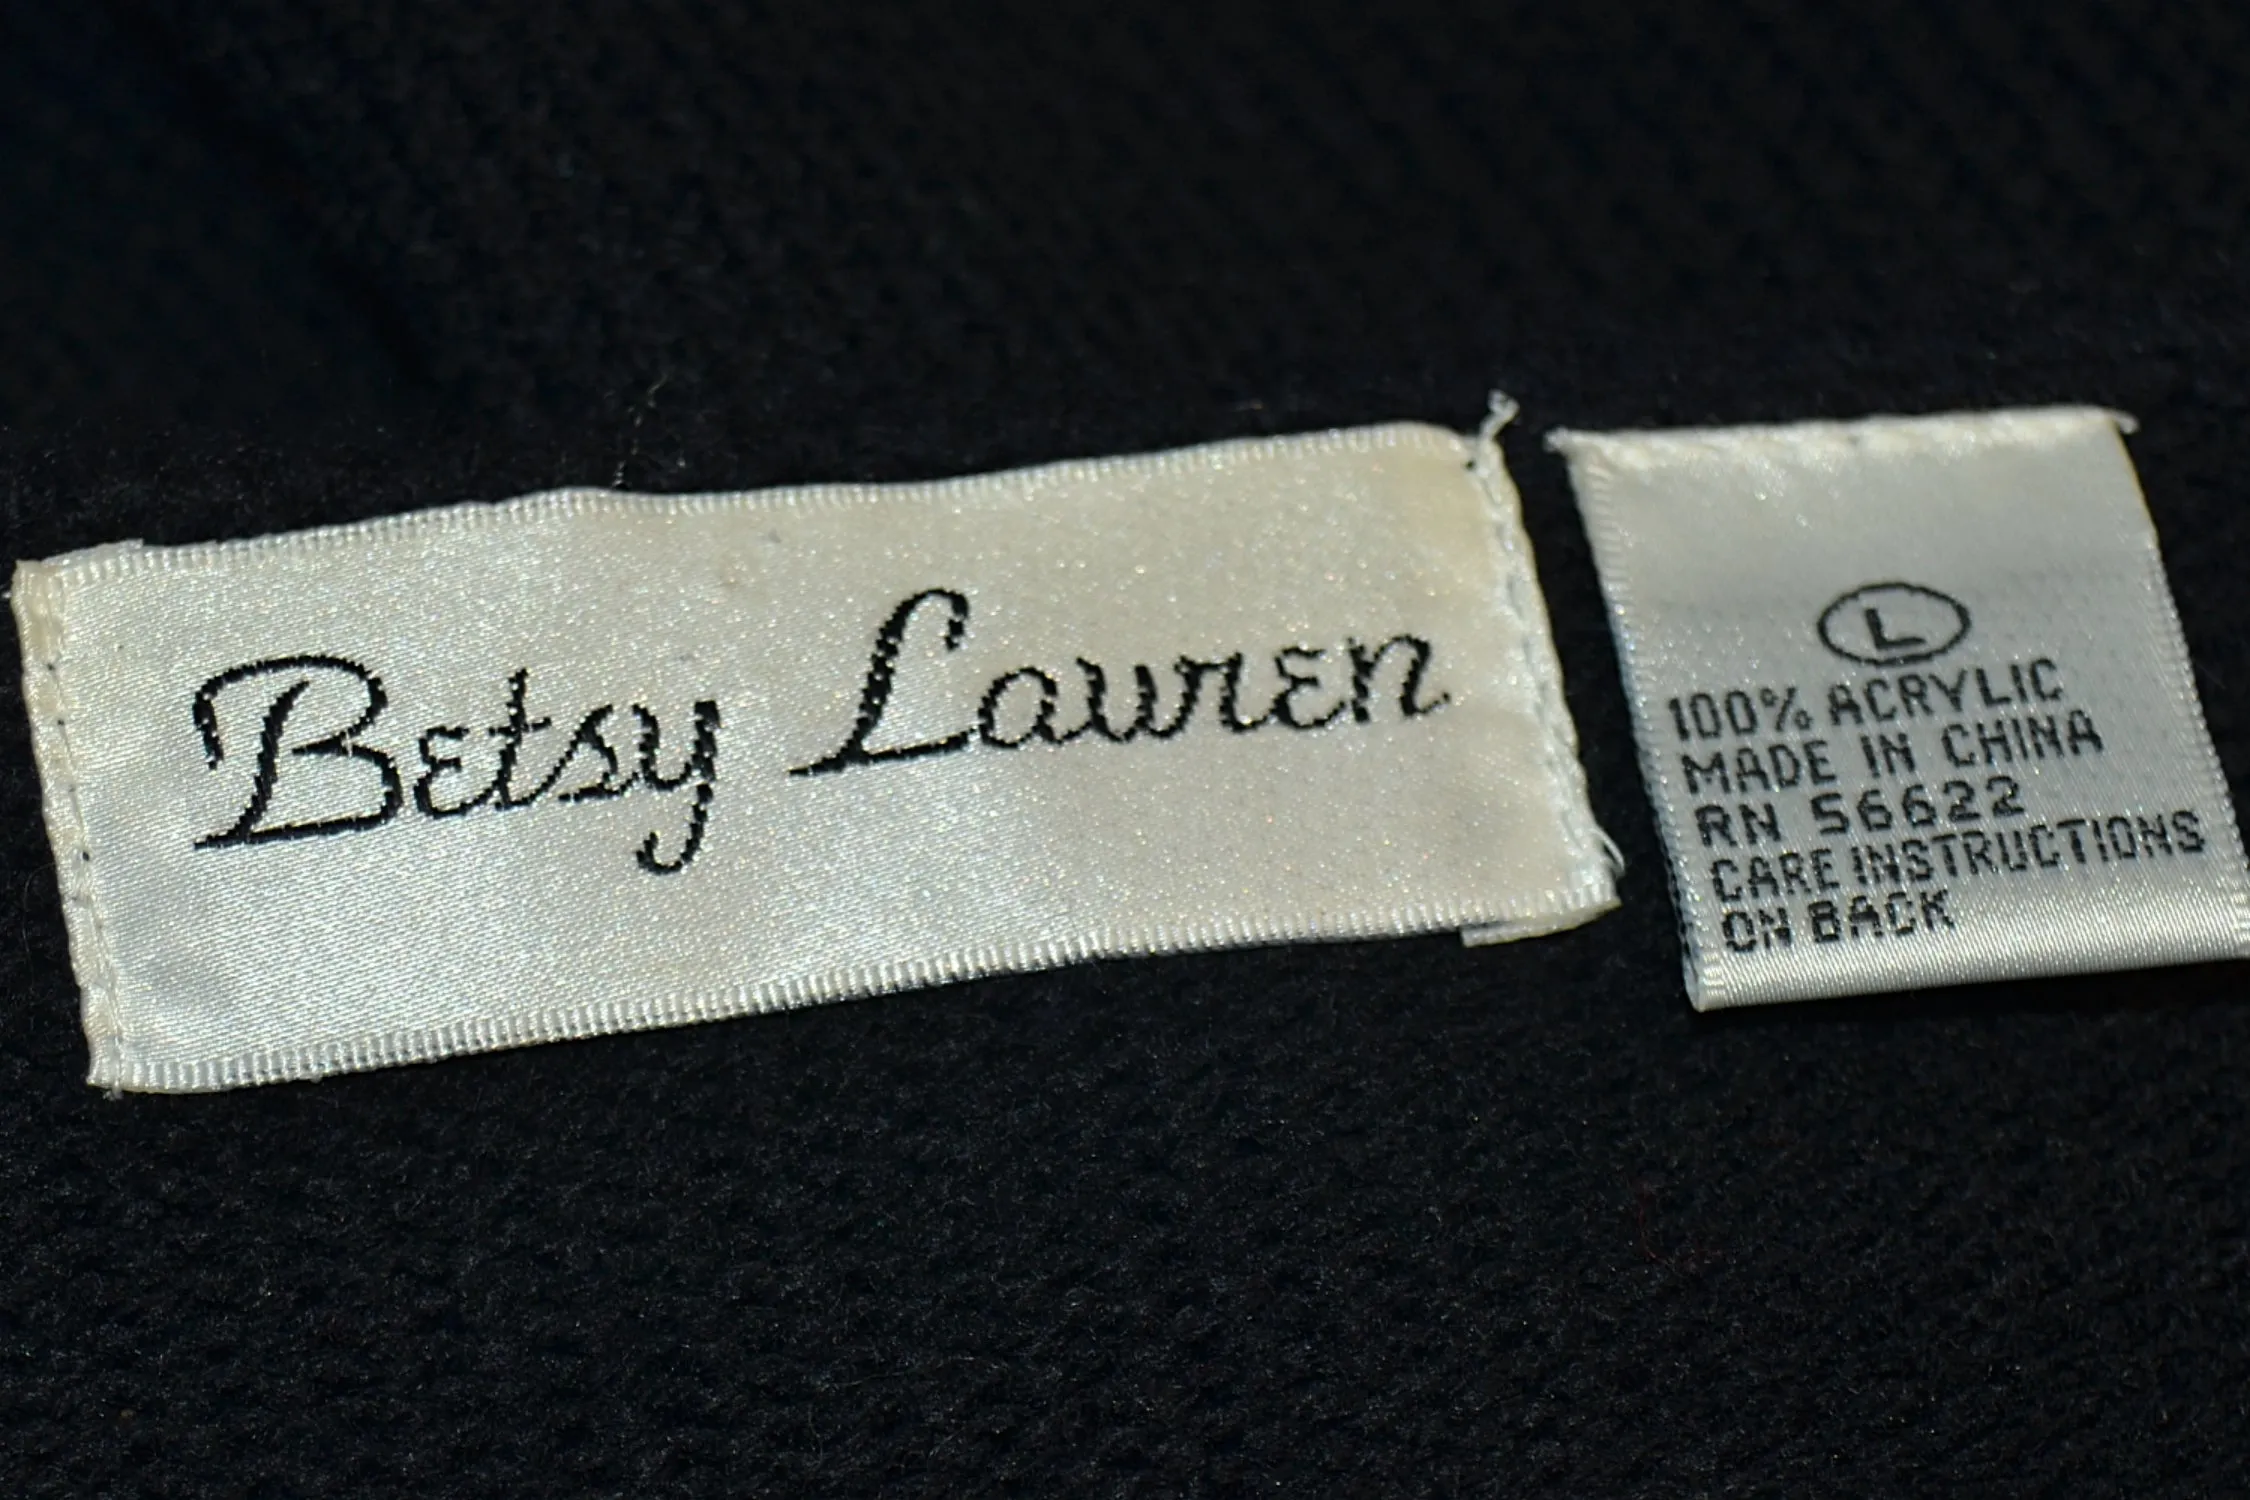 Betsy Lauren
L
100% ACRYLIC
MADE IN CHINA
RN 56622
CARE INSTRUCTIONS
ON BACK